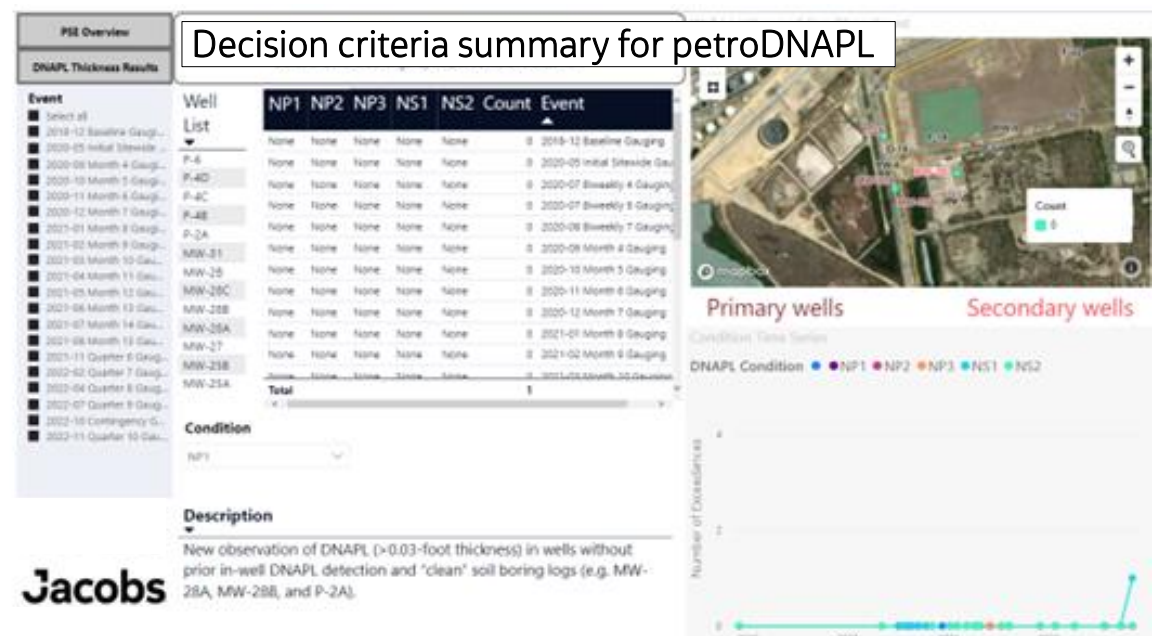 PSE Overview
DNAPL Thickness Results
Decision criteria summary for petroDNAPL
Event
Select all
2018-12 Baseline Gaugi...
2020-05 Initial Sitewide ...
2020-09 Month 4 Gaugi...
2020-10 Month 5 Gaugi...
2020-11 Month 6 Gaugi...
2020-12 Month 7 Gaugi...
2021-01 Month 8 Gaugi...
2021-02 Month 9 Gaugi...
2021-03 Month 10 Gau...
2021-04 Month 11 Gau...
2021-05 Month 12 Gau...
2021-06 Month 13 Gau...
2021-07 Month 14 Gau...
2021-08 Month 15 Gau...
2021-11 Quarter 6 Gaug...
2022-02 Quarter 7 Gaug...
2022-04 Quarter 8 Gaug...
2022-07 Quarter 9 Gaug...
2022-10 Contingency G...
2022-11 Quarter 10 Gau...
Well
List
P-6
P-4D
P-4C
P-4B
P-2A
MW-31
MW-28
MW-28C
MW-28B
MW-28A
MW-27
MW-25B
MW-25A
NP1 NP2 NP3 NS1 NS2 Count Event
None None None None None 0 2018-12 Baseline Gauging
None None None None None 0 2020-05 Initial Sitewide Gau
None None None None None 0 2020-07 Biweekly 4 Gauging
None None None None None 0 2020-07 Biweekly 6 Gauging
None None None None None 0 2020-08 Biweekly 7 Gauging
None None None None None 0 2020-09 Month 4 Gauging
None None None None None 0 2020-10 Month 5 Gauging
None None None None None 0 2020-11 Month 6 Gauging
None None None None None 0 2020-12 Month 7 Gauging
None None None None None 0 2021-01 Month 8 Gauging
None None None None None 0 2021-02 Month 9 Gauging
None None None None None 0 2021-03 Month 10 Gauging
Total 1
Condition
NP1
Description
New observation of DNAPL (>0.03-foot thickness) in wells without
prior in-well DNAPL detection and "clean" soil boring logs (e.g. MW-
28A, MW-28B, and P-2A).
Jacobs
Count
0
mapbox
Primary wells Secondary wells
Condition Time Series
DNAPL Condition NP1 NP2 NP3 NS1 NS2
Number of Exceedances
4
2
0